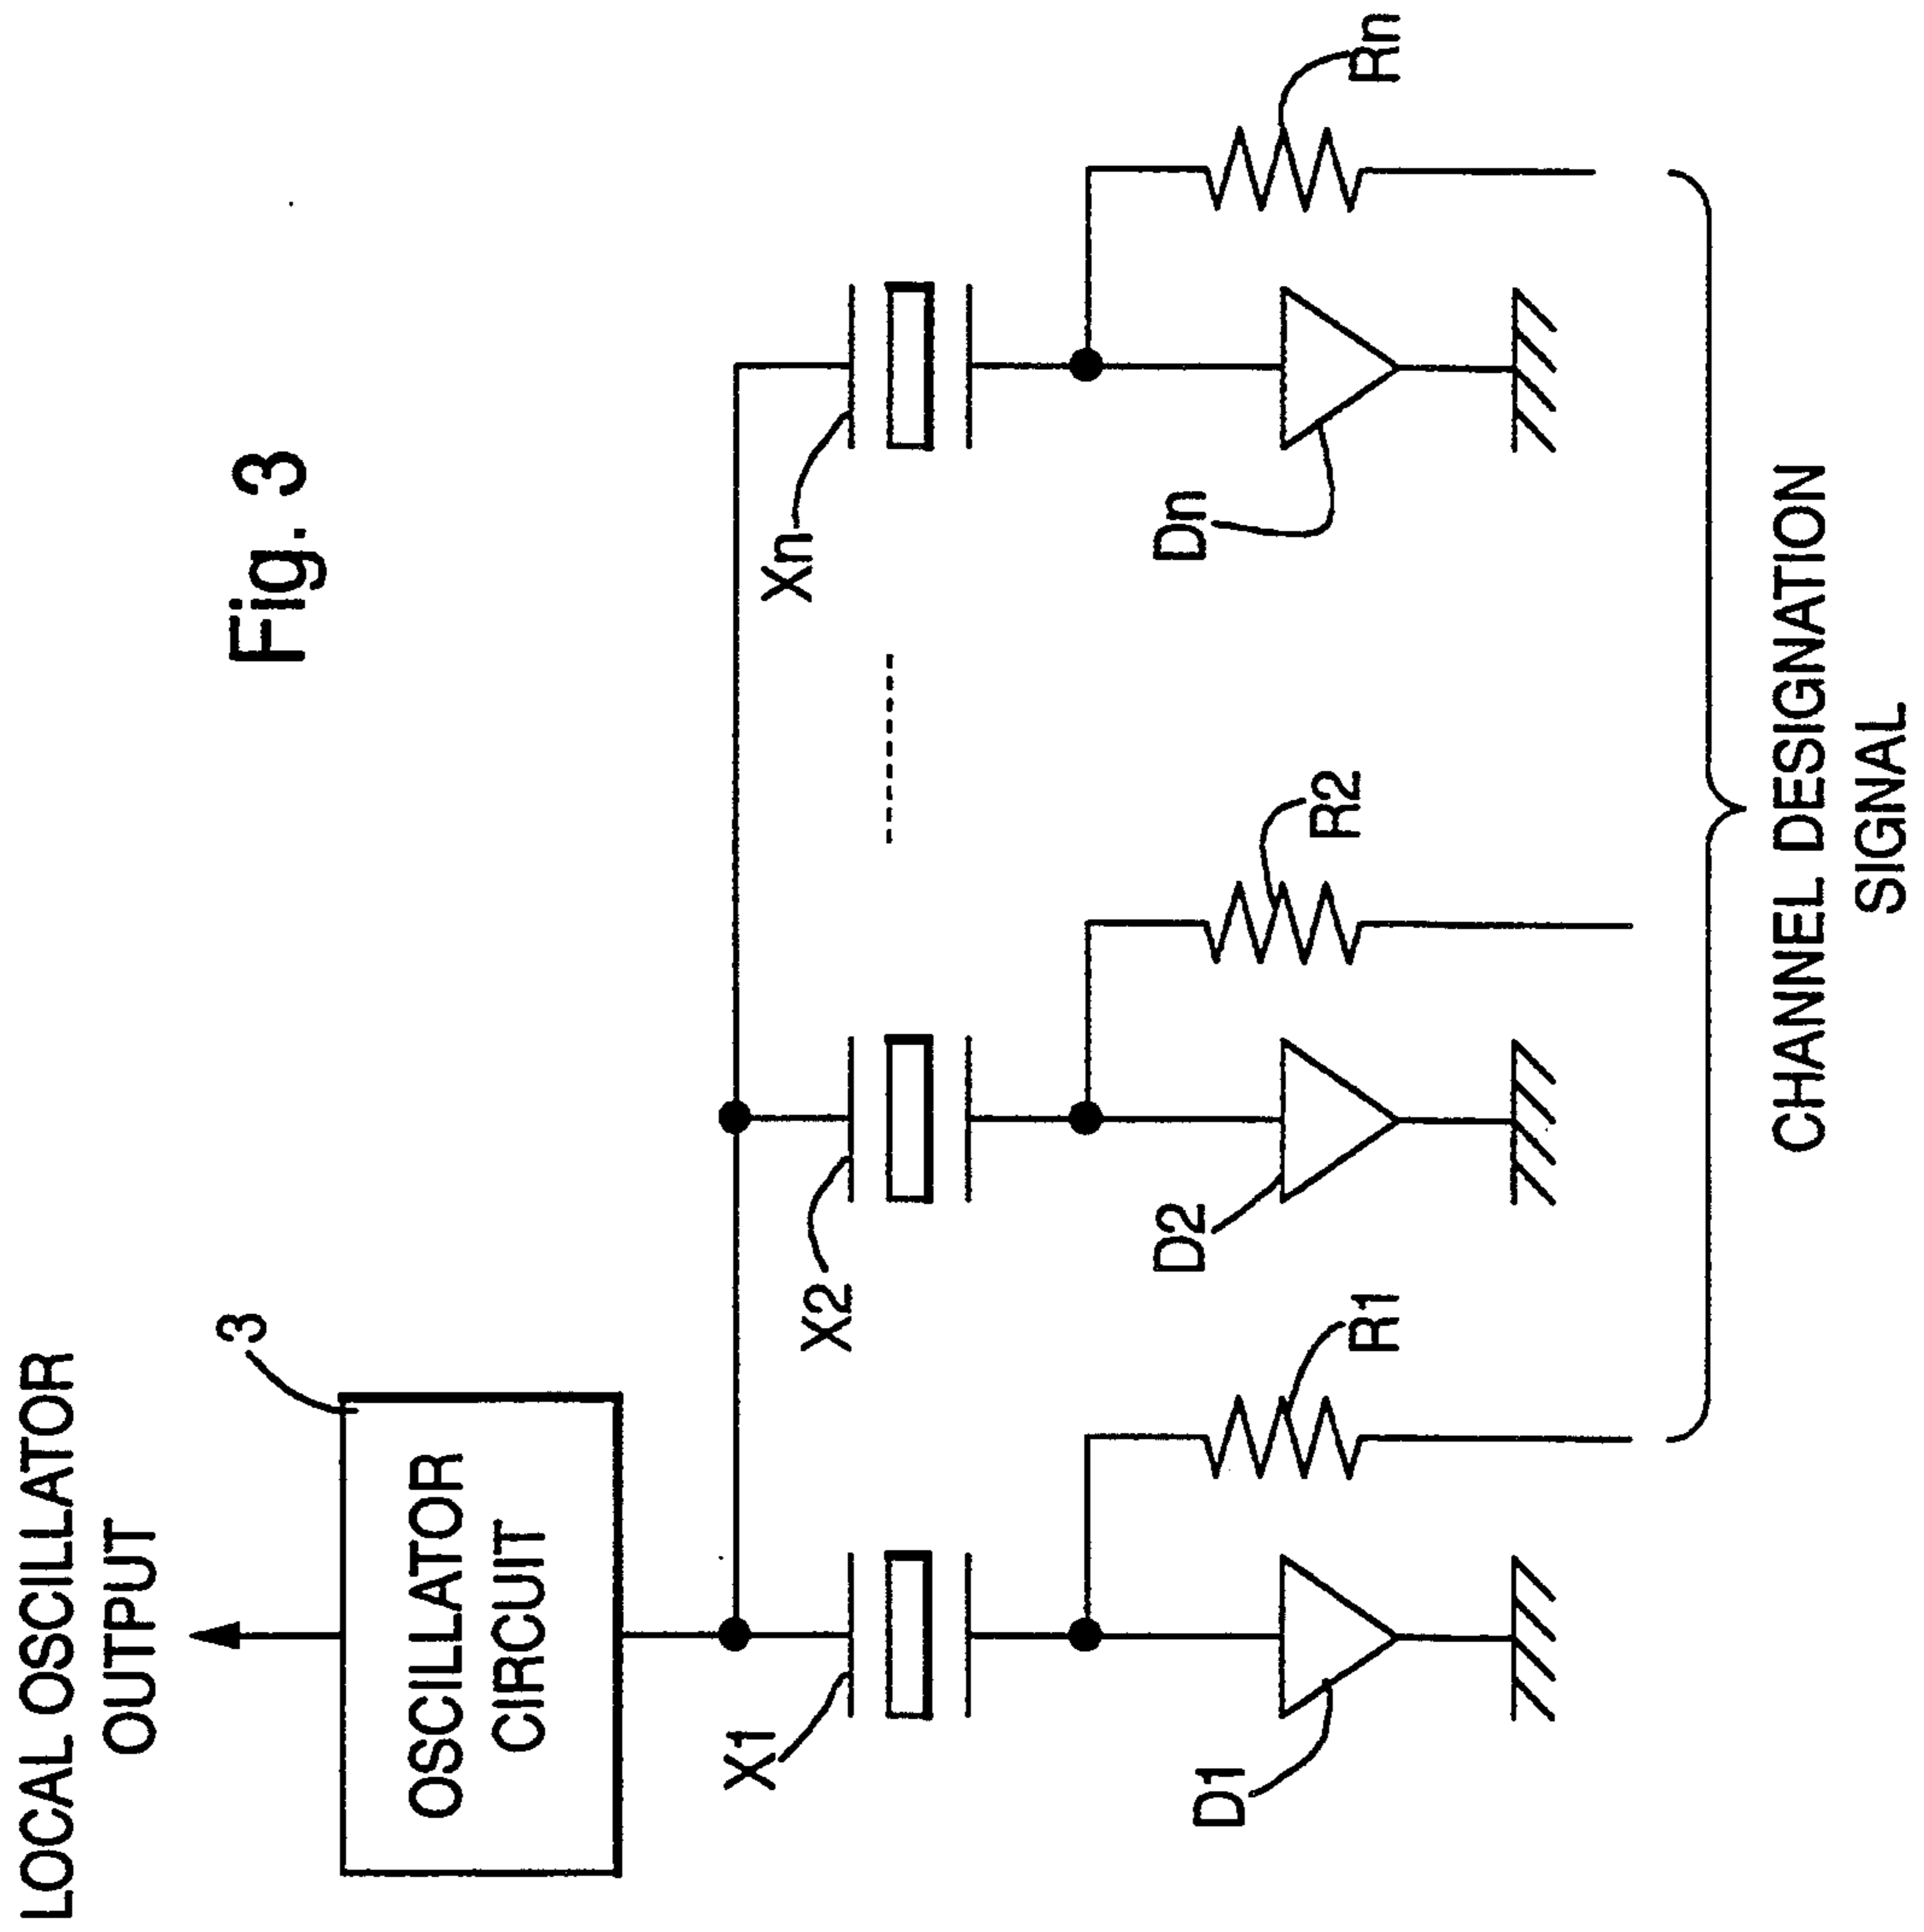 Fig. 3
LOCAL OSCILLATOR
OUTPUT
3
OSCILLATOR
CIRCUIT
X1
X2
Xn
D1
R1
D2
R2
Dn
Rn
CHANNEL DESIGNATION
SIGNAL